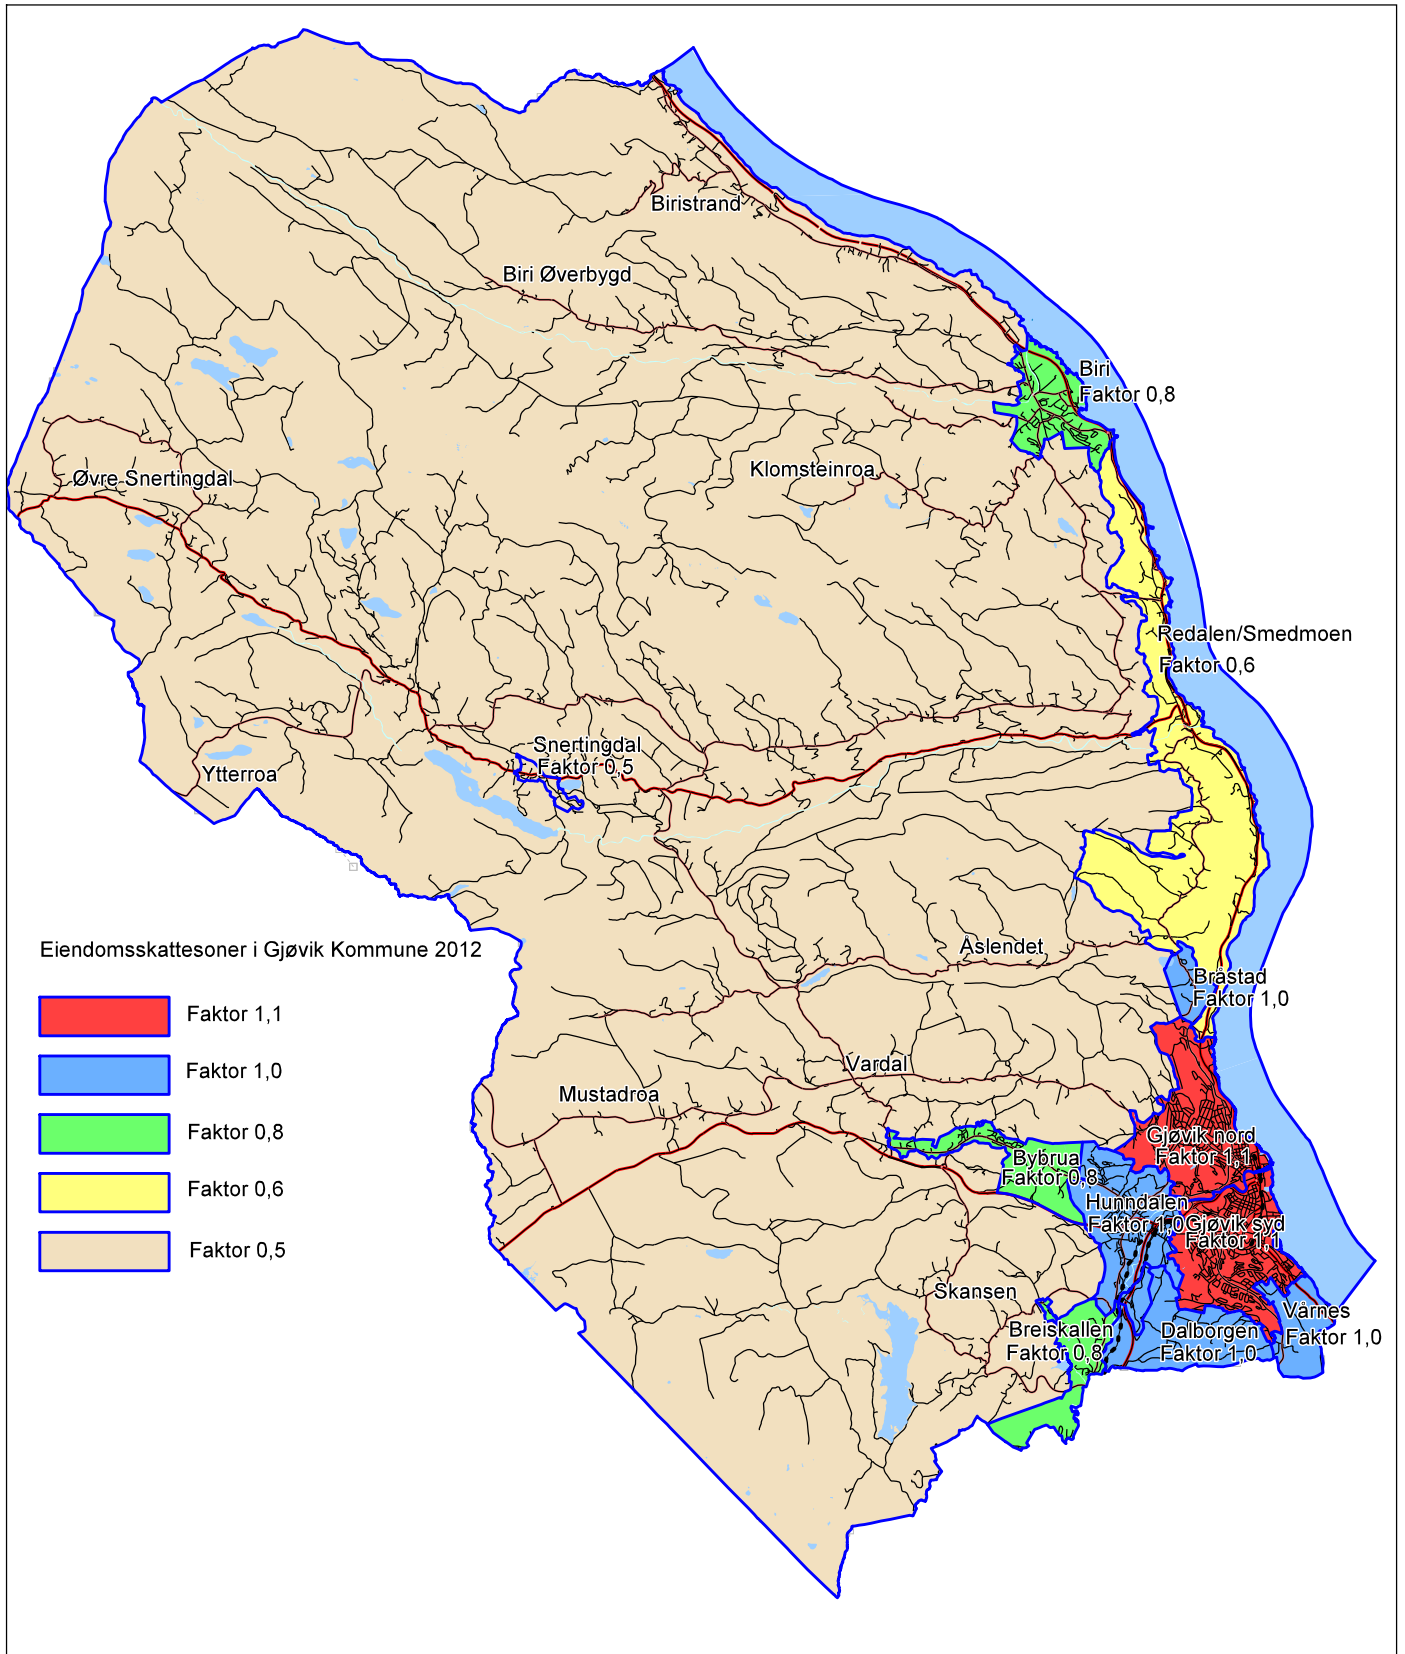 Biristrand
Biri Øverbygd
Biri
Faktor 0,8
Klomsteinroa
Øvre Snertingdal
Redalen/Smedmoen
Faktor 0,6
Snertingdal
Faktor 0,5
Ytterroa
Eiendomsskattesoner i Gjøvik Kommune 2012
Åslendet
Bråstad
Faktor 1,0
Faktor 1,1
Faktor 1,0
Faktor 0,8
Faktor 0,6
Faktor 0,5
Vardal
Mustadroa
Gjøvik nord
Faktor 1,1
Bybrua
Faktor 0,8
Hunndalen
Faktor 1,0
Gjøvik syd
Faktor 1,1
Skansen
Breiskallen
Faktor 0,8
Dalborgen
Faktor 1,0
Vårnes
Faktor 1,0